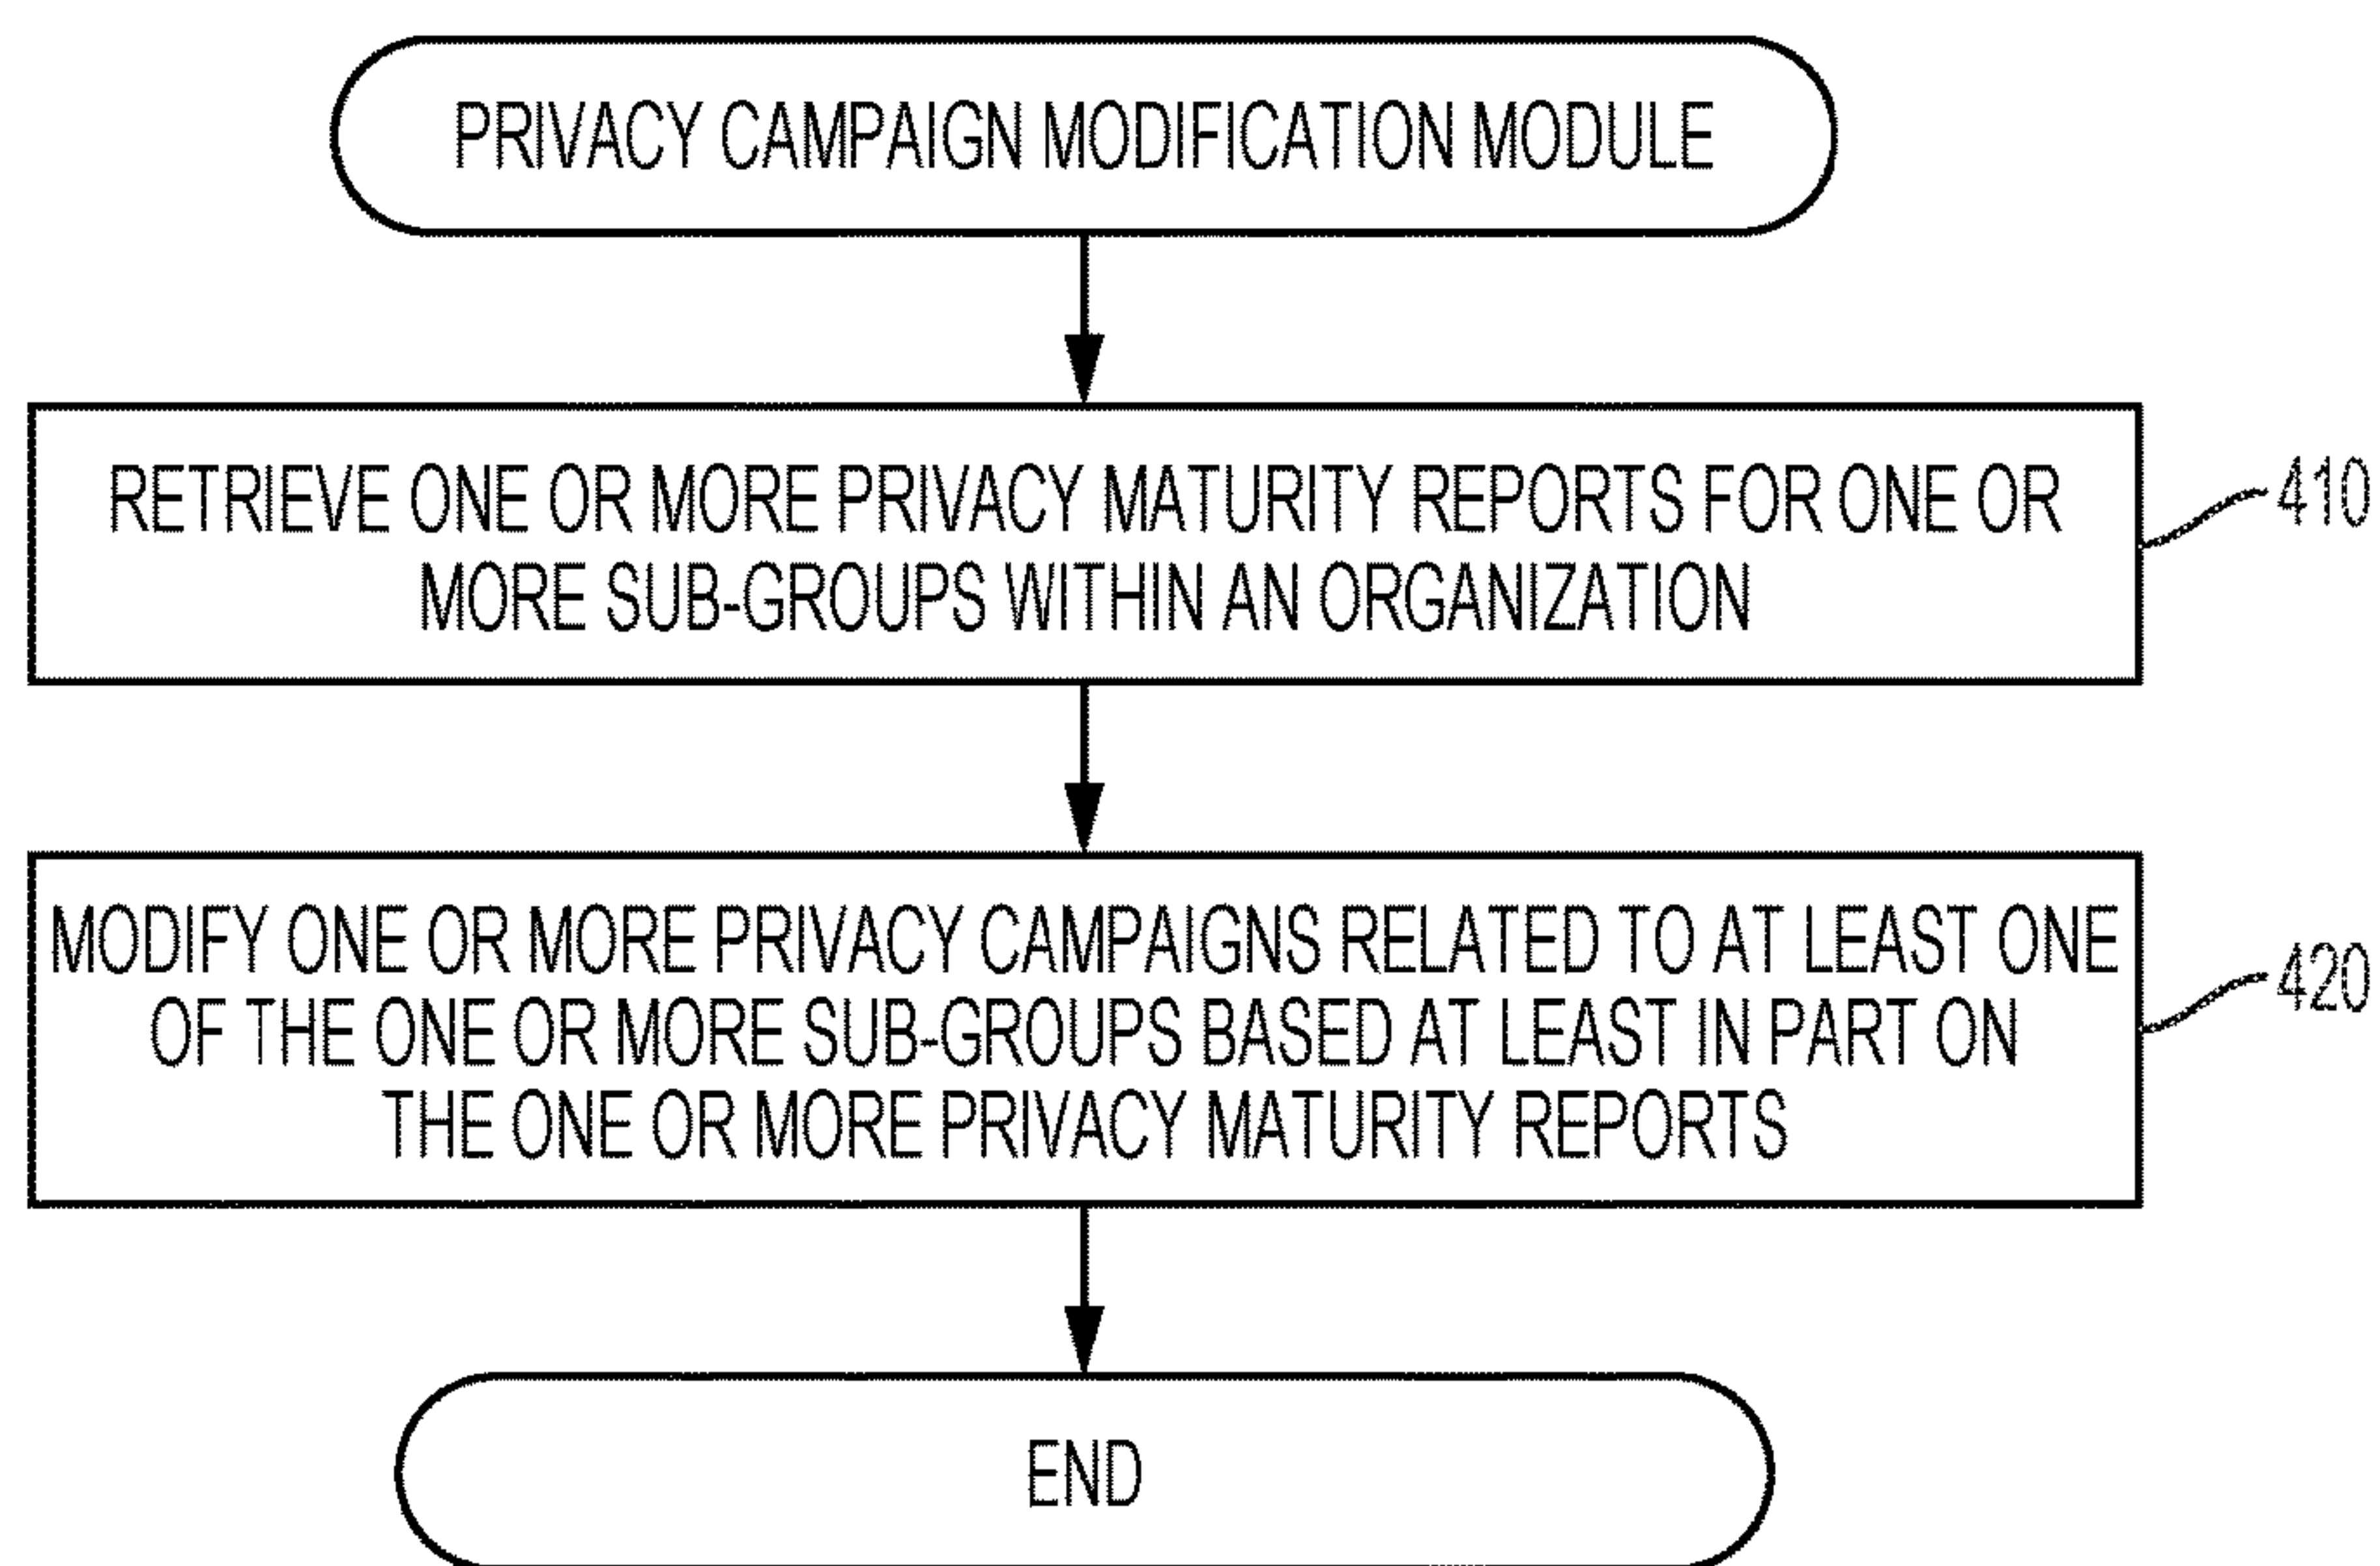 PRIVACY CAMPAIGN MODIFICATION MODULE
RETRIEVE ONE OR MORE PRIVACY MATURITY REPORTS FOR ONE OR
MORE SUB-GROUPS WITHIN AN ORGANIZATION
410
MODIFY ONE OR MORE PRIVACY CAMPAIGNS RELATED TO AT LEAST ONE
OF THE ONE OR MORE SUB-GROUPS BASED AT LEAST IN PART ON
THE ONE OR MORE PRIVACY MATURITY REPORTS
420
END